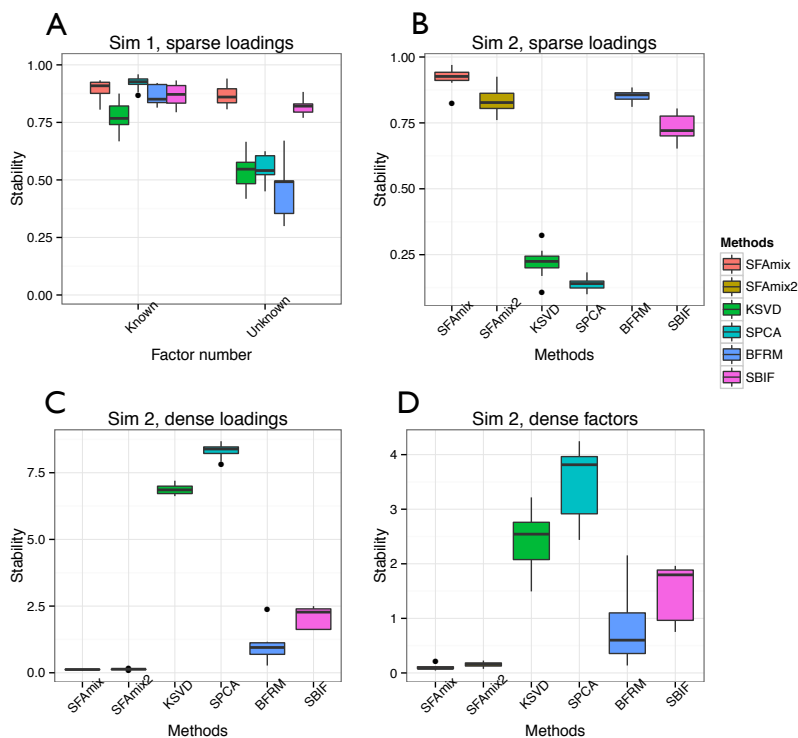 A
Sim 1, sparse loadings
1.00
0.75
0.50
0.25
0.00
Stability
Known
Unknown
Factor number
B
Sim 2, sparse loadings
1.00
0.75
0.50
0.25
Stability
SFAmix
SFAmix2
KSVD
SPCA
BFRM
SBIF
Methods
Methods
SFAmix
SFAmix2
KSVD
SPCA
BFRM
SBIF
C
Sim 2, dense loadings
7.5
5.0
2.5
0.0
Stability
SFAmix
SFAmix2
KSVD
SPCA
BFRM
SBIF
Methods
D
Sim 2, dense factors
4
3
2
1
0
Stability
SFAmix
SFAmix2
KSVD
SPCA
BFRM
SBIF
Methods